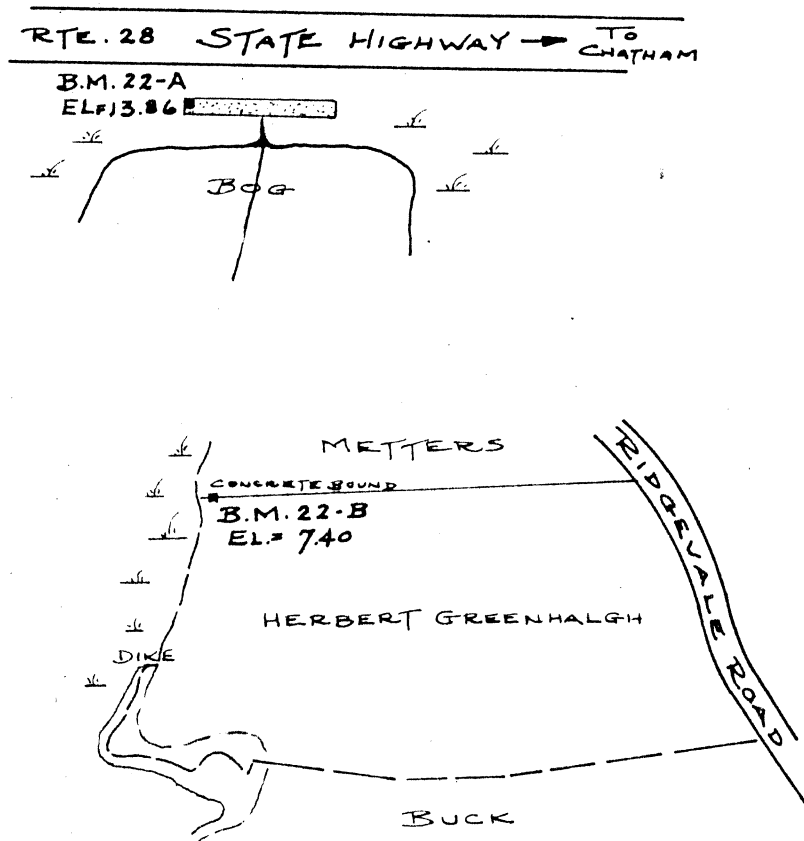 RTE. 28 STATE HIGHWAY → TO CHATHAM
B.M. 22-A
EL= 13.86
BOG
METTERS
CONCRETE BOUND
B.M. 22-B
EL.= 7.40
RIDGEVALE ROAD
HERBERT GREENHALGH
DIKE
BUCK